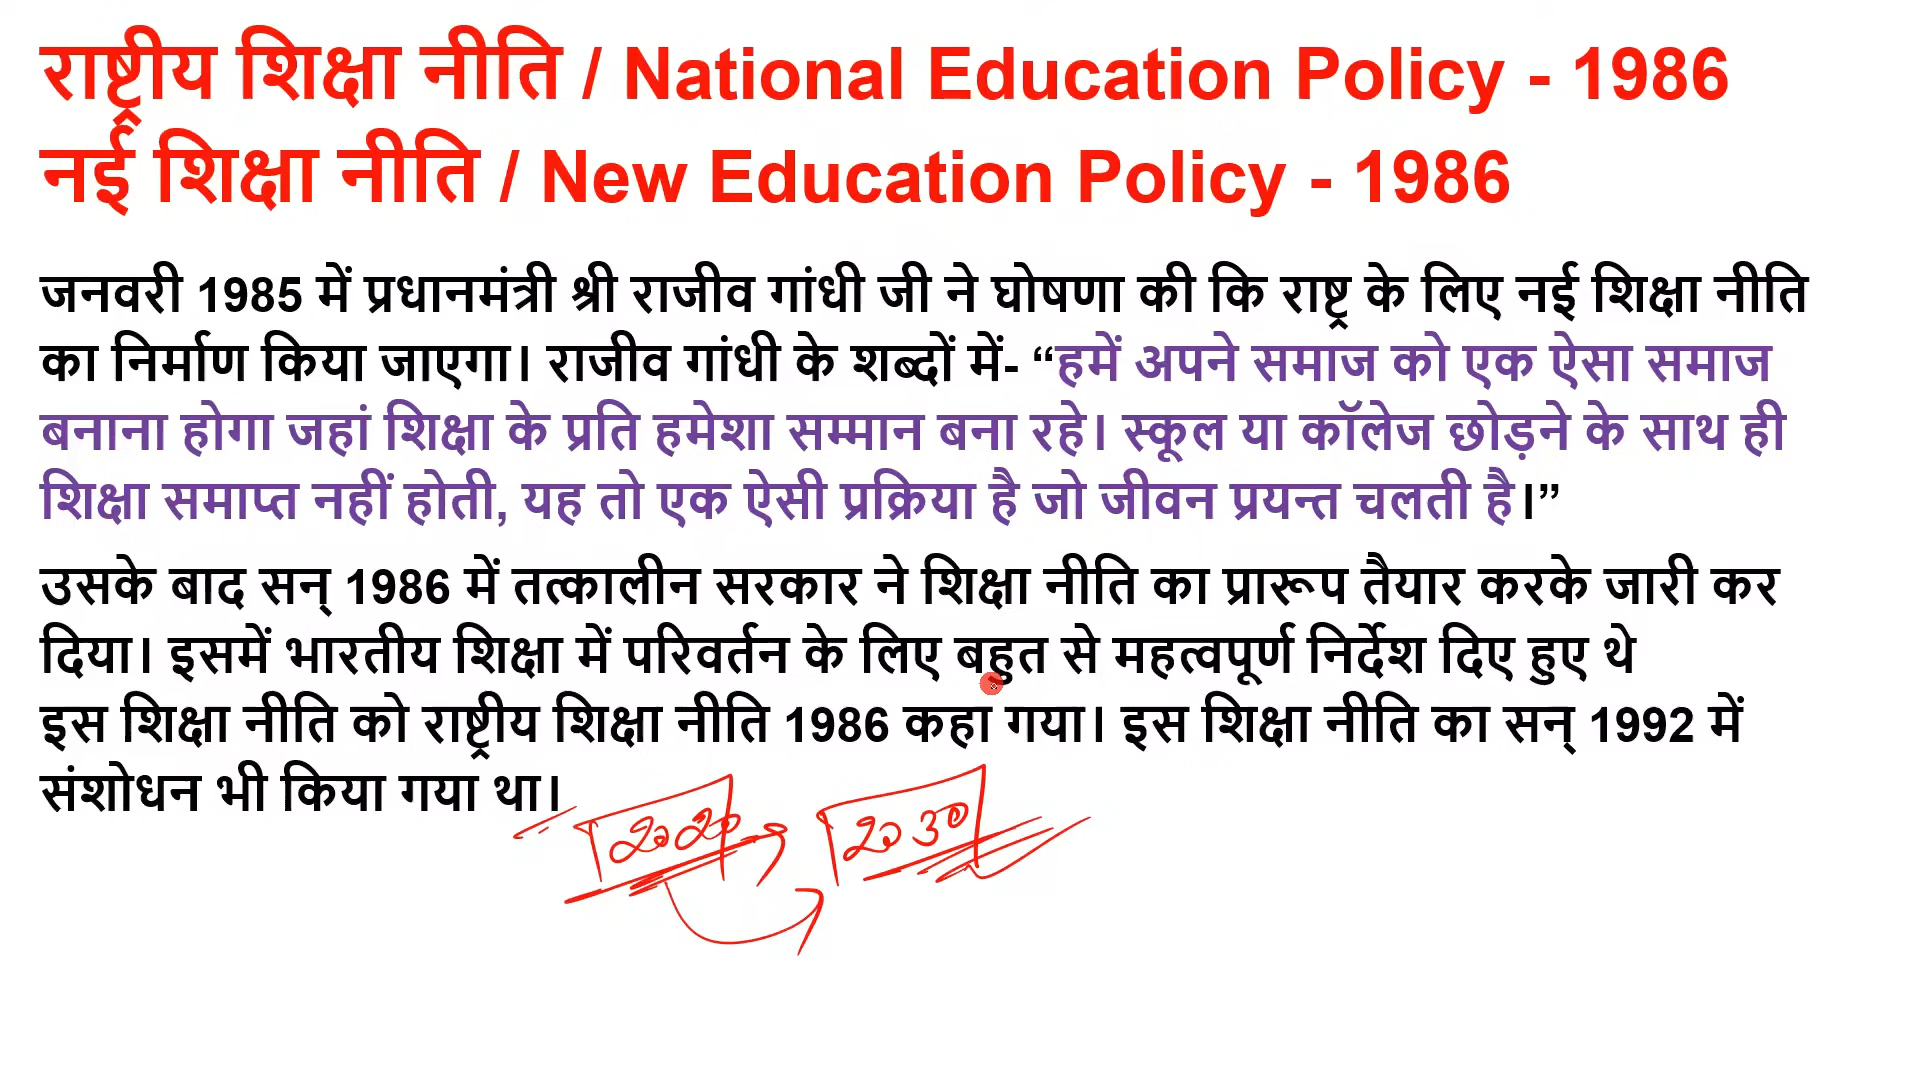 राष्ट्रीय शिक्षा नीति / National Education Policy - 1986
नई शिक्षा नीति / New Education Policy - 1986
जनवरी 1985 में प्रधानमंत्री श्री राजीव गांधी जी ने घोषणा की कि राष्ट्र के लिए नई शिक्षा नीति
का निर्माण किया जाएगा। राजीव गांधी के शब्दों में- “हमें अपने समाज को एक ऐसा समाज
बनाना होगा जहां शिक्षा के प्रति हमेशा सम्मान बना रहे। स्कूल या कॉलेज छोड़ने के साथ ही
शिक्षा समाप्त नहीं होती, यह तो एक ऐसी प्रक्रिया है जो जीवन प्रयन्त चलती है।”
उसके बाद सन् 1986 में तत्कालीन सरकार ने शिक्षा नीति का प्रारूप तैयार करके जारी कर
दिया। इसमें भारतीय शिक्षा में परिवर्तन के लिए बहुत से महत्वपूर्ण निर्देश दिए हुए थे
इस शिक्षा नीति को राष्ट्रीय शिक्षा नीति 1986 कहा गया। इस शिक्षा नीति का सन् 1992 में
संशोधन भी किया गया था।
2020 2030